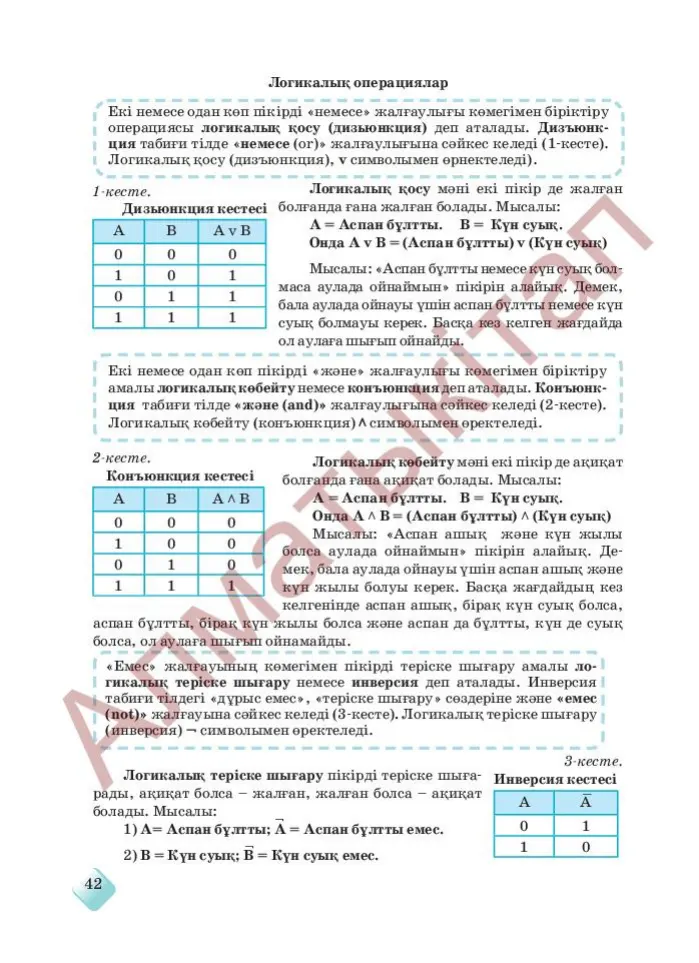 Логикалық операциялар
Екі немесе одан көп пікірді «немесе» жалғаулығы көмегімен біріктіру
операциясы логикалық қосу (дизьюнкция) деп аталады. Дизъюнк-
ция табиғи тілде «немесе (or)» жалғаулығына сәйкес келеді (1-кесте).
Логикалық қосу (дизъюнкция), v символымен өрнектеледі).
1-кесте.
Дизьюнкция кестесі
A B A v B
0 0 0
1 0 1
0 1 1
1 1 1
Логикалық қосу мәні екі пікір де жалған
болғанда ғана жалған болады. Мысалы:
A = Аспан бұлтты. B = Күн суық.
Онда A v B = (Аспан бұлтты) v (Күн суық)
Мысалы: «Аспан бұлтты немесе күн суық бол-
маса аулада ойнаймын» пікірін алайық. Демек,
бала аулада ойнауы үшін аспан бұлтты немесе күн
суық болмауы керек. Басқа кез келген жағдайда
ол аулаға шығып ойнайды.
Екі немесе одан көп пікірді «және» жалғаулығы көмегімен біріктіру
амалы логикалық көбейту немесе конъюнкция деп аталады. Конъюнк-
ция табиғи тілде «және (and)» жалғаулығына сәйкес келеді (2-кесте).
Логикалық көбейту (конъюнкция) ∧ символымен өректеледі.
2-кесте.
Конъюнкция кестесі
A B A ∧ B
0 0 0
1 0 0
0 1 0
1 1 1
Логикалық көбейту мәні екі пікір де ақиқат
болғанда ғана ақиқат болады. Мысалы:
A = Аспан бұлтты. B = Күн суық.
Онда A ∧ B = (Аспан бұлтты) ∧ (Күн суық)
Мысалы: «Аспан ашық және күн жылы
болса аулада ойнаймын» пікірін алайық. Де-
мек, бала аулада ойнауы үшін аспан ашық және
күн жылы болуы керек. Басқа жағдайдың кез
келгенінде аспан ашық, бірақ күн суық болса,
аспан бұлтты, бірақ күн жылы болса және аспан да бұлтты, күн де суық
болса, ол аулаға шығып ойнамайды.
«Емес» жалғауының көмегімен пікірді теріске шығару амалы ло-
гикалық теріске шығару немесе инверсия деп аталады. Инверсия
табиғи тілдегі «дұрыс емес», «теріске шығару» сөздеріне және «емес
(not)» жалғауына сәйкес келеді (3-кесте). Логикалық теріске шығару
(инверсия) ¬ символымен өректеледі.
3-кесте.
Инверсия кестесі
A A̅
0 1
1 0
Логикалық теріске шығару пікірді теріске шыға-
рады, ақиқат болса – жалған, жалған болса – ақиқат
болады. Мысалы:
1) A= Аспан бұлтты; A⃗ = Аспан бұлтты емес.
2) B = Күн суық; B⃗ = Күн суық емес.
42
Алматыкітап